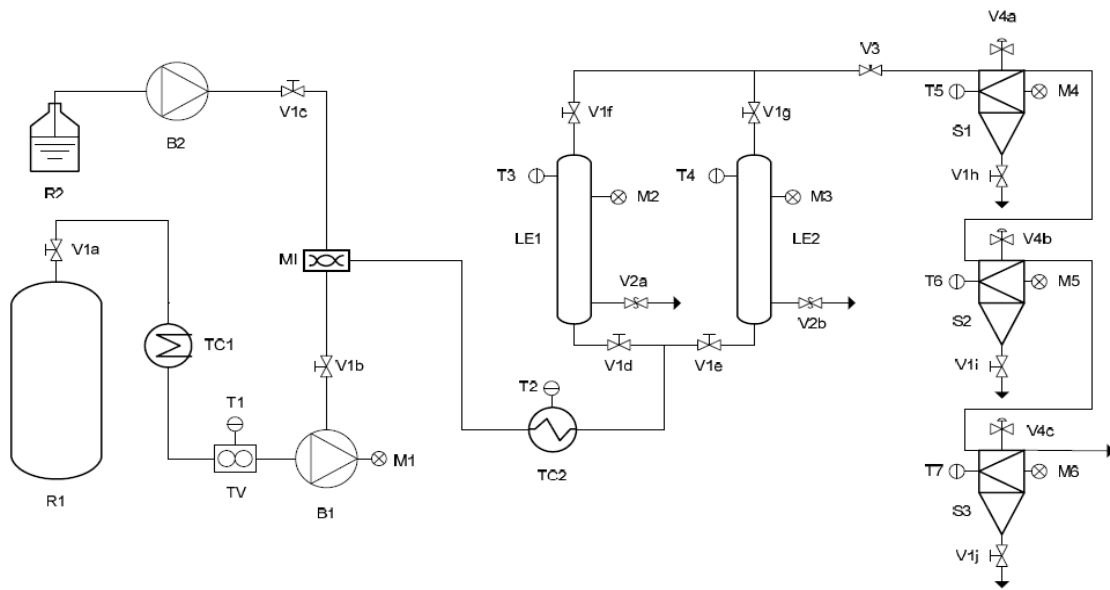 V4a
V3
T5
M4
V1c
V1f
V1g
S1
B2
T3
T4
V1h
R2
M2
M3
V1a
LE1
LE2
V4b
MI
T6
M5
V2a
S2
V2b
TC1
V1b
V1d
V1e
V1i
T2
T1
V4c
M1
T7
M6
TC2
R1
TV
B1
S3
V1j